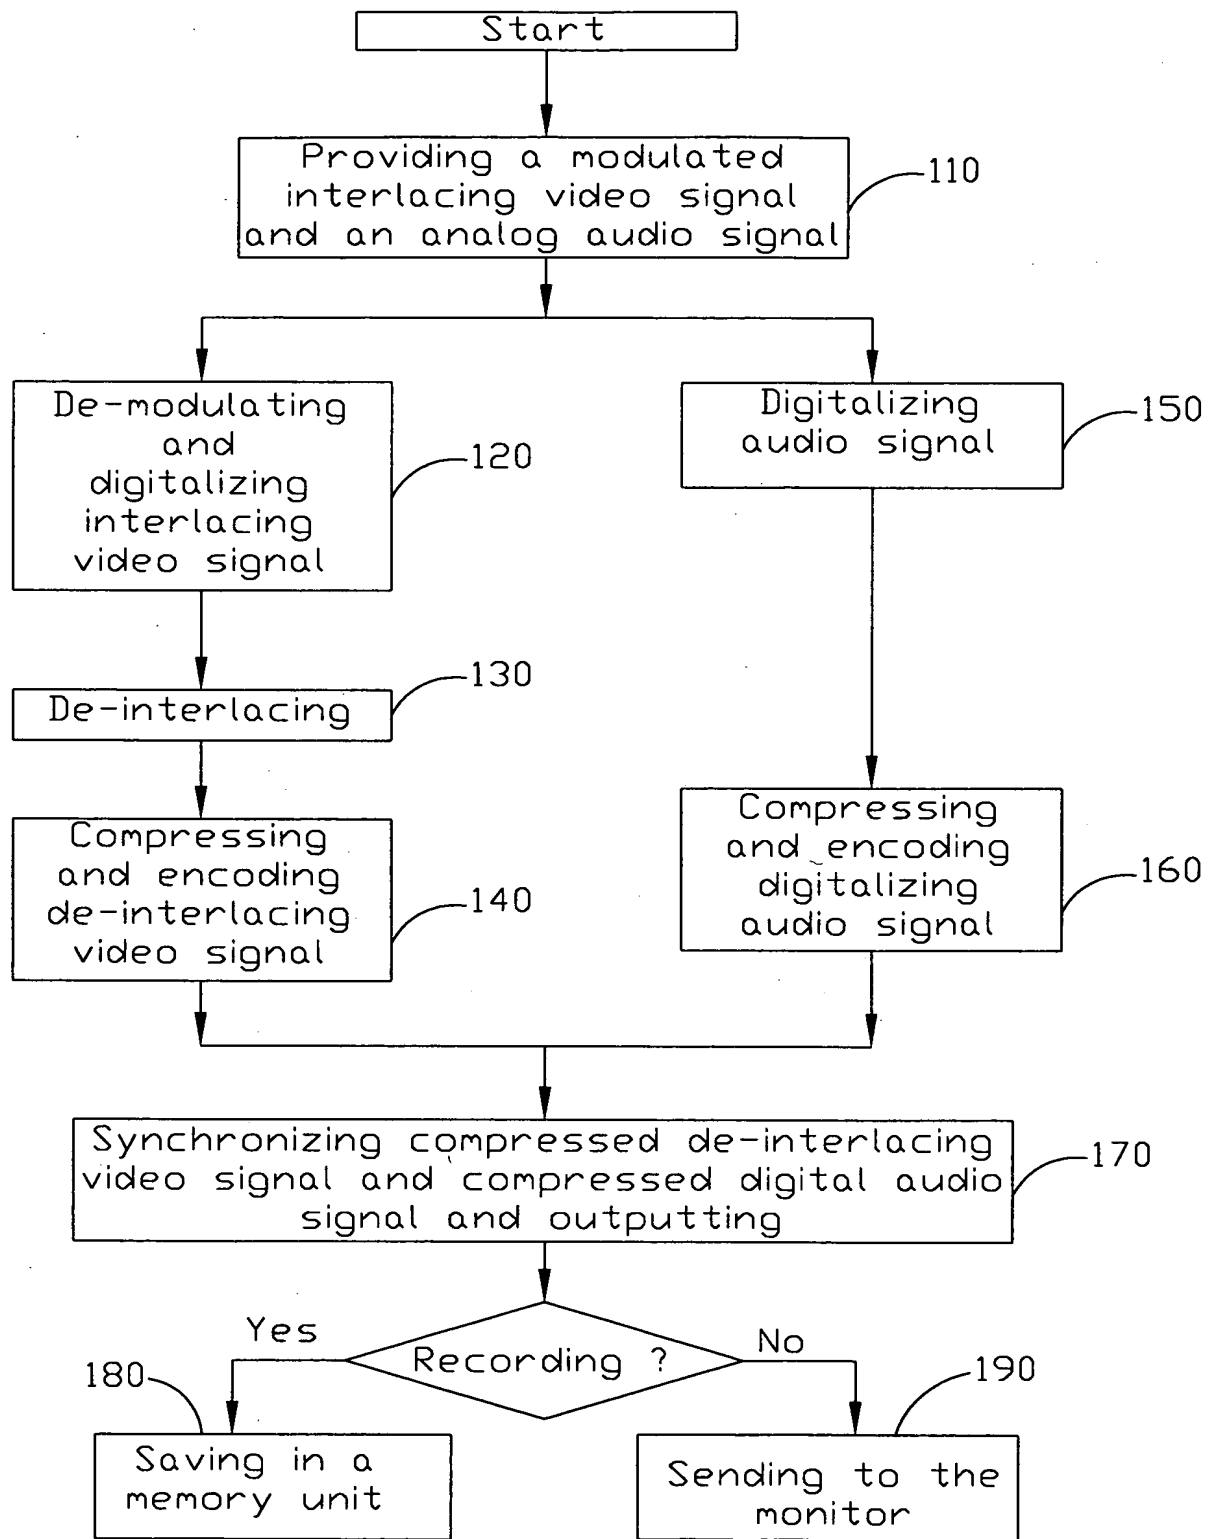 Start
Providing a modulated
interlacing video signal
and an analog audio signal
110
De-modulating
and
digitalizing
interlacing
video signal
120
Digitalizing
audio signal
150
De-interlacing
130
Compressing
and encoding
de-interlacing
video signal
140
Compressing
and encoding
digitalizing
audio signal
160
Synchronizing compressed de-interlacing
video signal and compressed digital audio
signal and outputting
170
Recording ?
Yes
No
180
Saving in a
memory unit
190
Sending to the
monitor